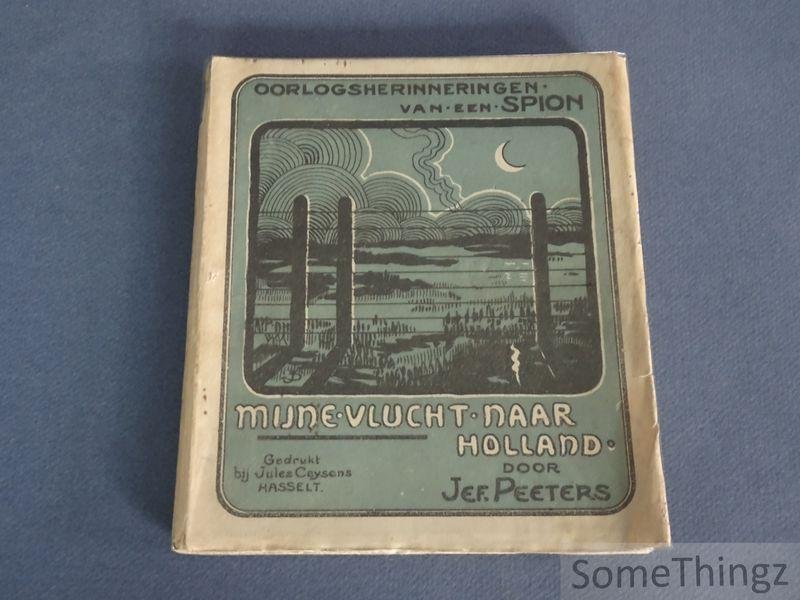 OORLOGSHERINNERINGEN·
VAN·EEN·SPION
MIJNE·VLUCHT·NAAR
HOLLAND·
Gedrukt
bij Jules Ceysens
HASSELT.
DOOR
JEF. PEETERS
SomeThingz